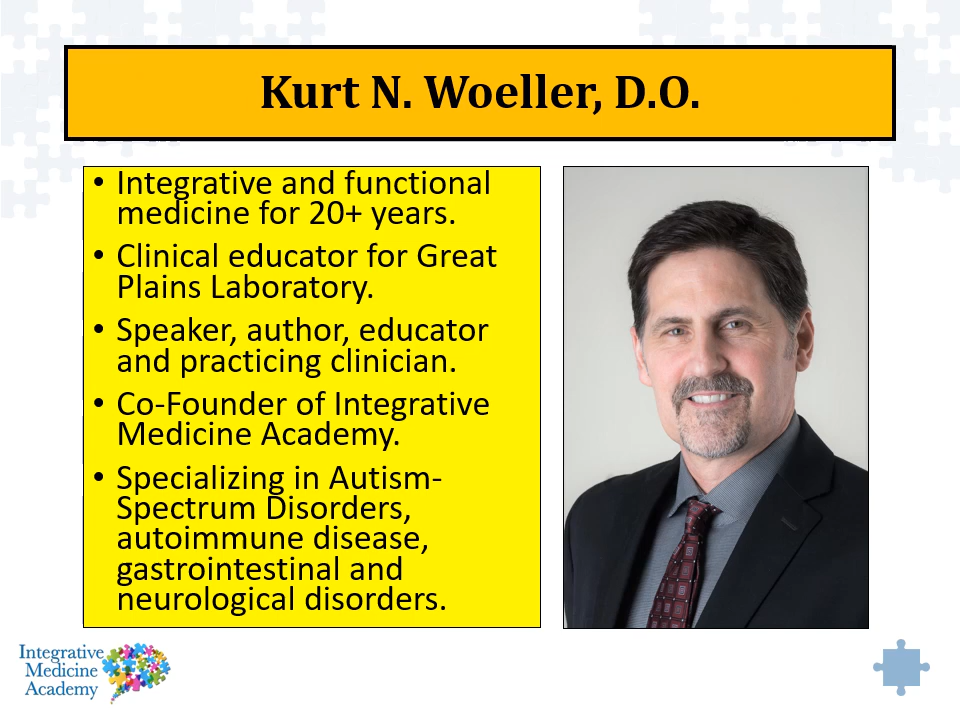 Kurt N. Woeller, D.O.
• Integrative and functional
medicine for 20+ years.
• Clinical educator for Great
Plains Laboratory.
• Speaker, author, educator
and practicing clinician.
• Co-Founder of Integrative
Medicine Academy.
• Specializing in Autism-
Spectrum Disorders,
autoimmune disease,
gastrointestinal and
neurological disorders.
Integrative
Medicine
Academy